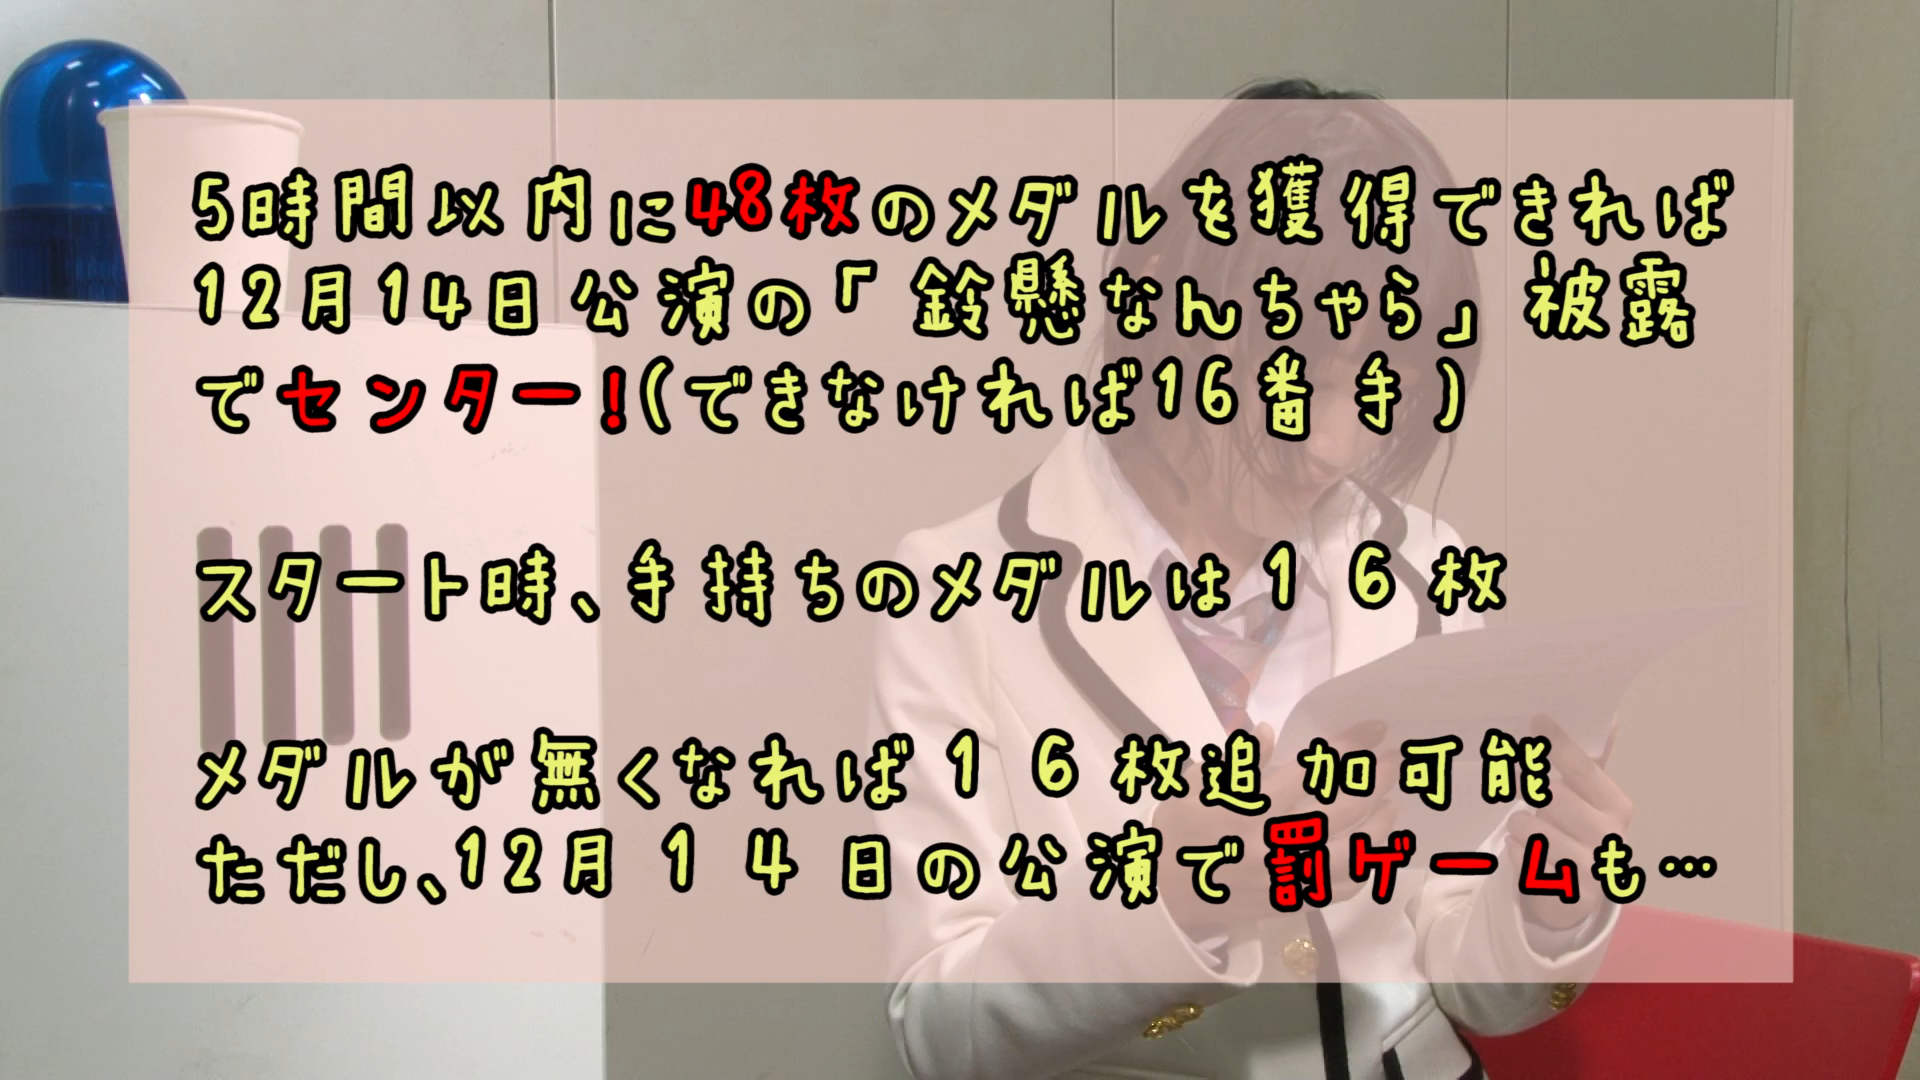 5時間以内に48枚のメダルを獲得できれば
12月14日公演の「鈴懸なんちゃら」披露
でセンター!(できなければ16番手)
スタート時、手持ちのメダルは16枚
メダルが無くなれば16枚追加可能
ただし、12月14日の公演で罰ゲームも…